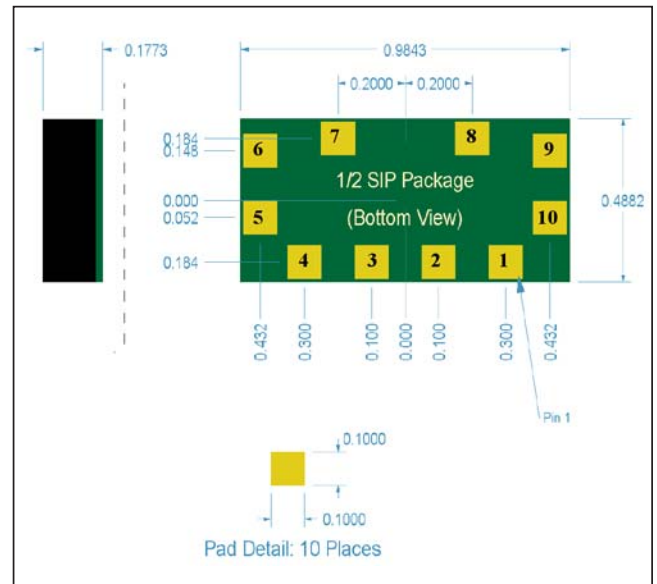 0.1773
0.9843
0.2000 0.2000
0.184
0.148
7 8
6 9
1/2 SIP Package
0.000
0.052
5 (Bottom View) 10
0.4882
0.184
4 3 2 1
0.432 0.300 0.100 0.000 0.100 0.300 0.432
Pin 1
0.1000
0.1000
Pad Detail: 10 Places